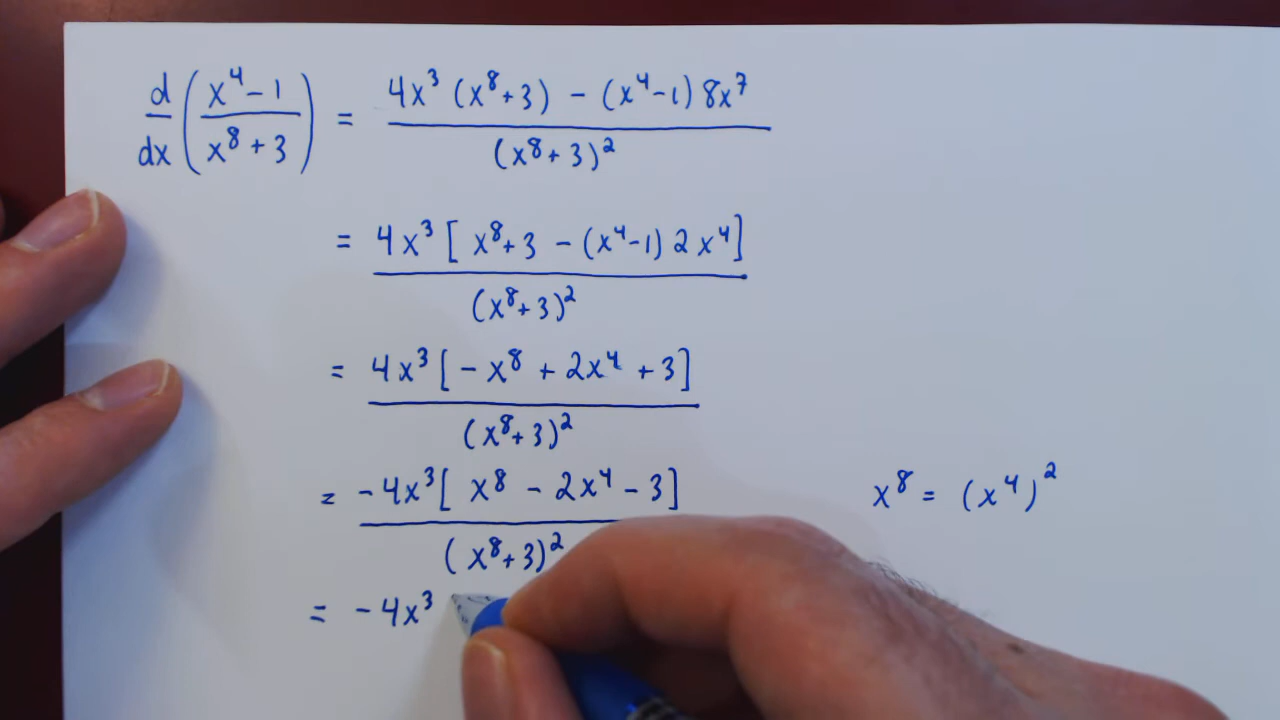 d/dx ((x⁴ - 1)/(x⁸ + 3)) = (4x³ (x⁸ + 3) - (x⁴ - 1) 8x⁷)/(x⁸ + 3)²
= 4x³ [ x⁸ + 3 - (x⁴ - 1) 2x⁴ ]/(x⁸ + 3)²
= 4x³ [ - x⁸ + 2x⁴ + 3 ]/(x⁸ + 3)²
= -4x³ [ x⁸ - 2x⁴ - 3 ]/(x⁸ + 3)²
x⁸ = (x⁴)²
= -4x³